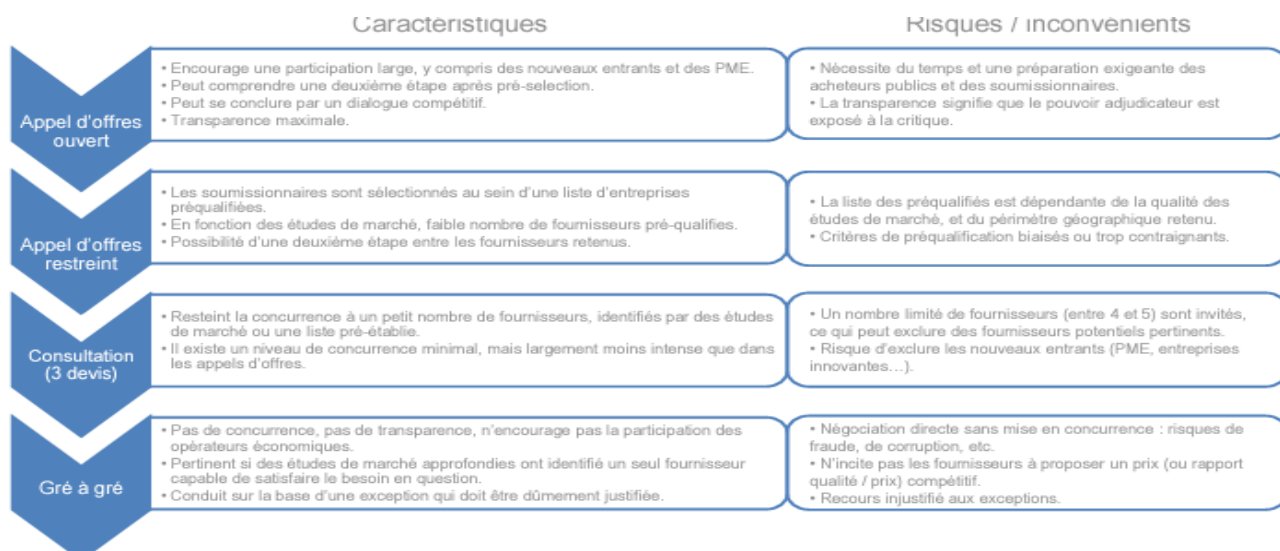 Caractéristiques
Risques / inconvénients
Appel d'offres
ouvert
• Encourage une participation large, y compris des nouveaux entrants et des PME.
• Peut comprendre une deuxième étape après pré-selection.
• Peut se conclure par un dialogue compétitif.
• Transparence maximale.
• Nécessite du temps et une préparation exigeante des
acheteurs publics et des soumissionnaires.
• La transparence signifie que le pouvoir adjudicateur est
exposé à la critique.
Appel d'offres
restreint
• Les soumissionnaires sont sélectionnés au sein d'une liste d'entreprises
préqualifiées.
• En fonction des études de marché, faible nombre de fournisseurs pré-qualifies.
• Possibilité d'une deuxième étape entre les fournisseurs retenus.
• La liste des préqualifiés est dépendante de la qualité des
études de marché, et du périmètre géographique retenu.
• Critères de préqualification biaisés ou trop contraignants.
Consultation
(3 devis)
• Resteint la concurrence à un petit nombre de fournisseurs, identifiés par des études
de marché ou une liste pré-établie.
• Il existe un niveau de concurrence minimal, mais largement moins intense que dans
les appels d'offres.
• Un nombre limité de fournisseurs (entre 4 et 5) sont invités,
ce qui peut exclure des fournisseurs potentiels pertinents.
• Risque d'exclure les nouveaux entrants (PME, entreprises
innovantes…).
Gré à gré
• Pas de concurrence, pas de transparence, n'encourage pas la participation des
opérateurs économiques.
• Pertinent si des études de marché approfondies ont identifié un seul fournisseur
capable de satisfaire le besoin en question.
• Conduit sur la base d'une exception qui doit être dûmement justifiée.
• Négociation directe sans mise en concurrence : risques de
fraude, de corruption, etc.
• N'incite pas les fournisseurs à proposer un prix (ou rapport
qualité / prix) compétitif.
• Recours injustifié aux exceptions.